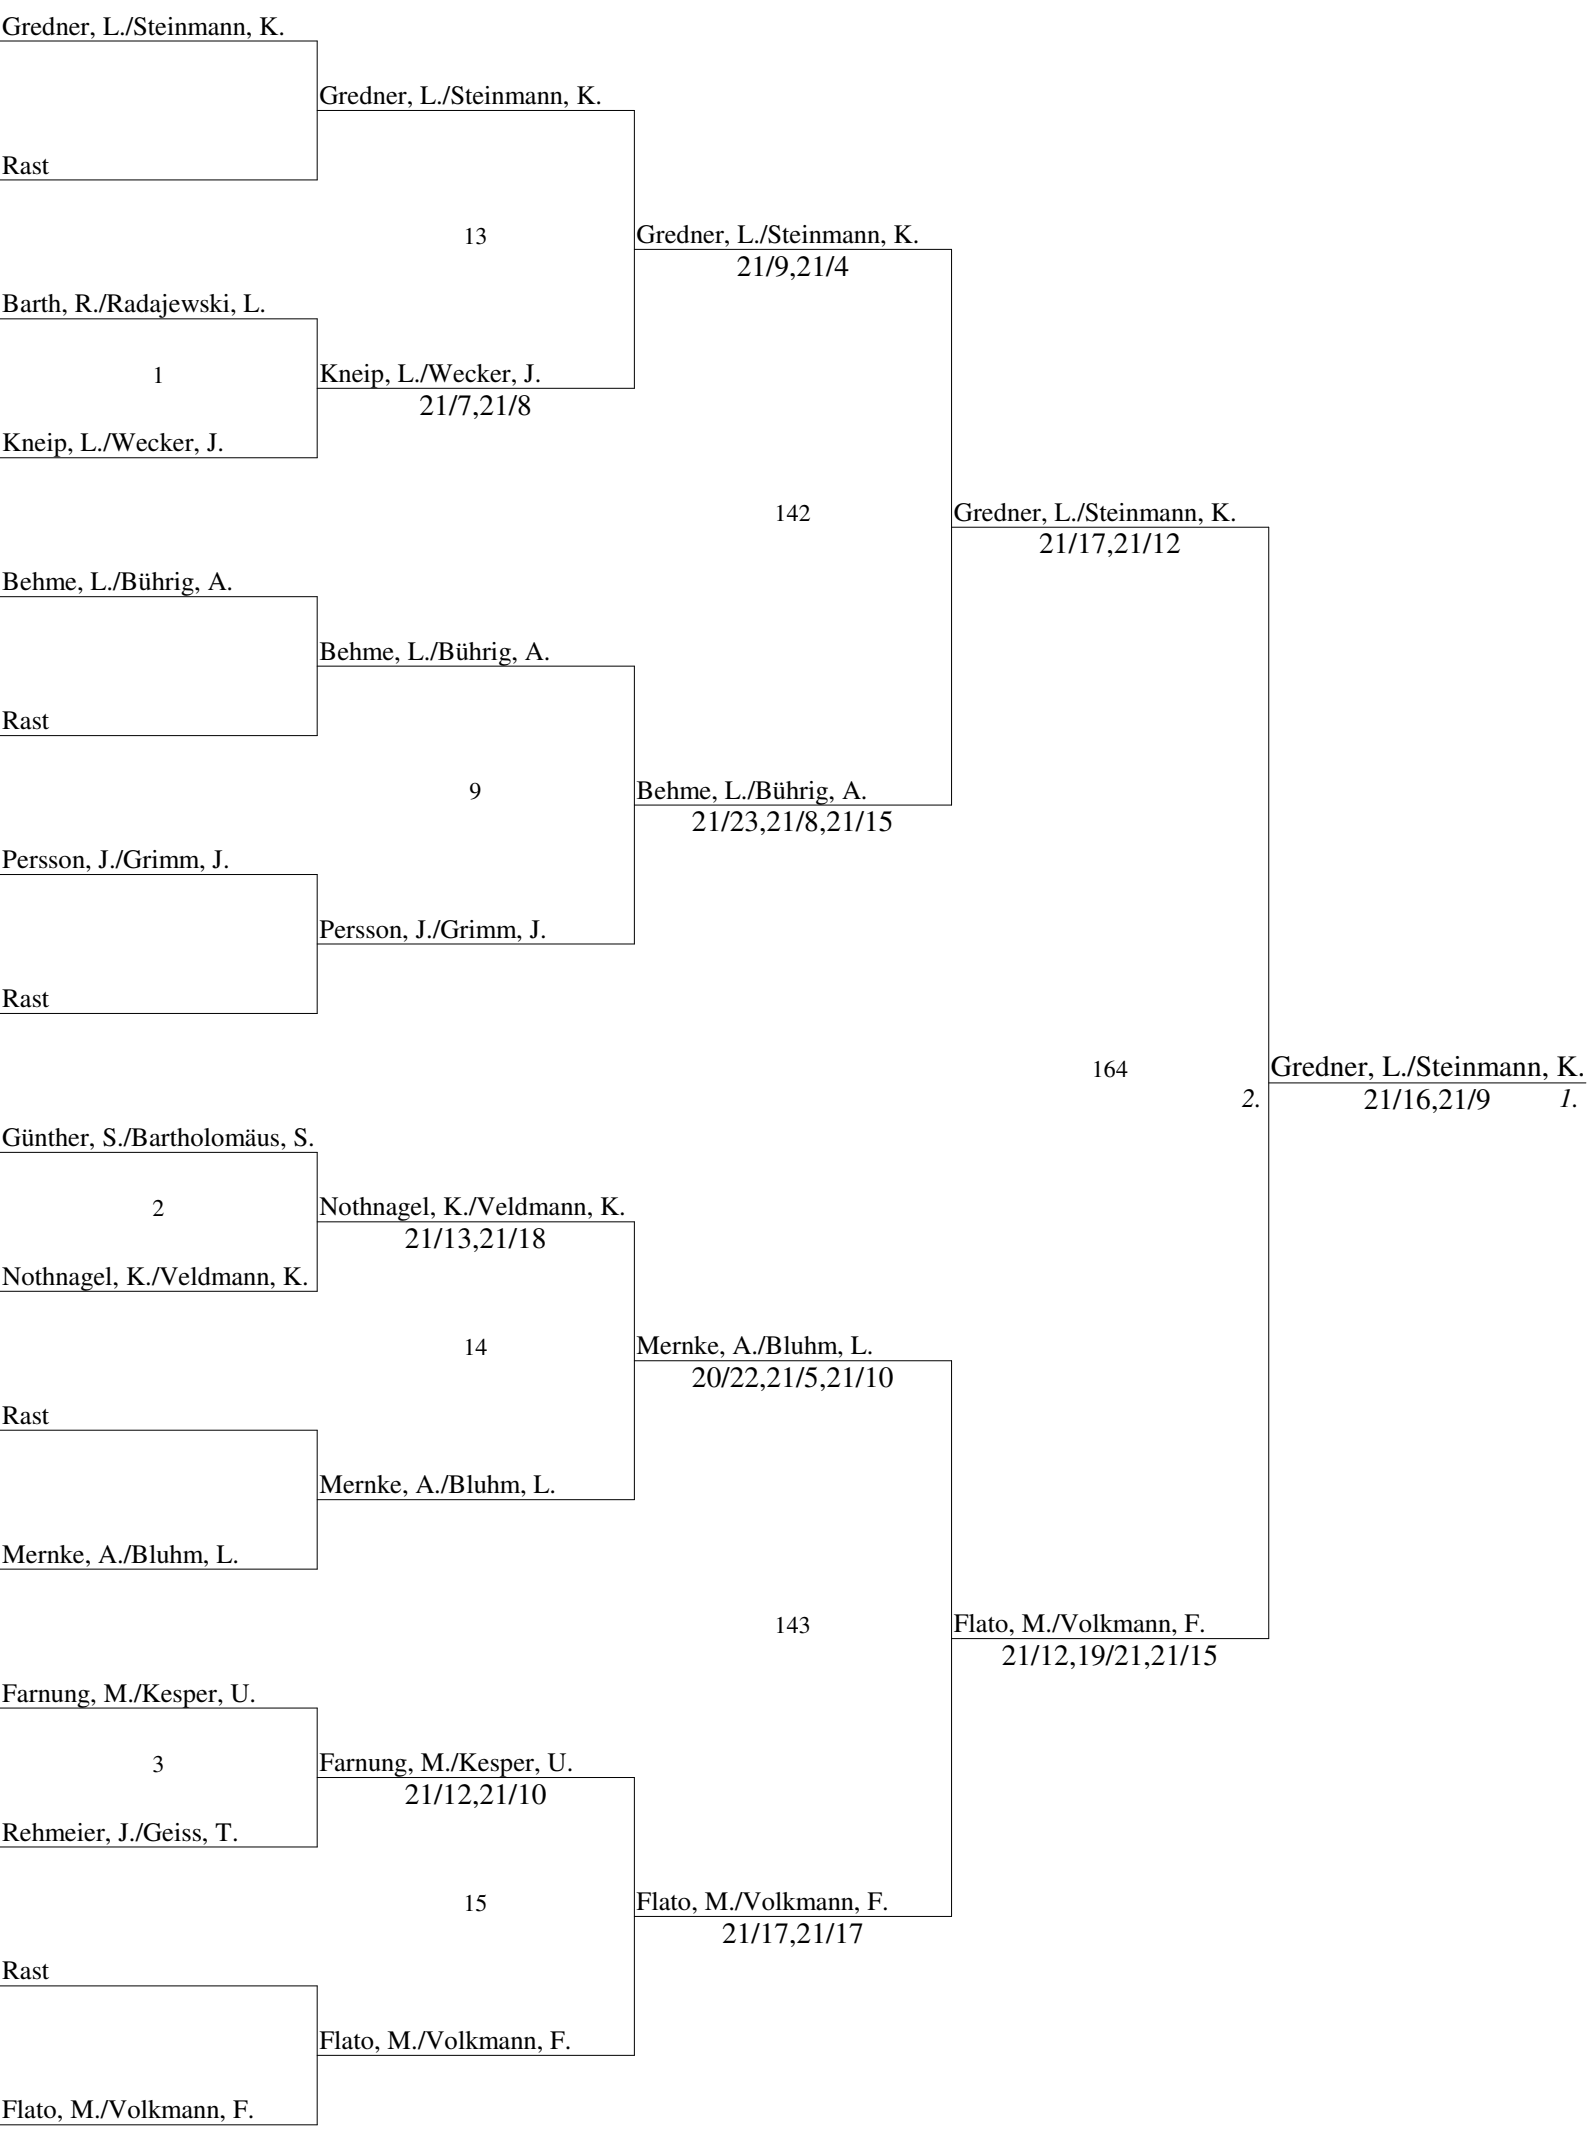 Gredner, L./Steinmann, K.
Gredner, L./Steinmann, K.
Rast
13
Gredner, L./Steinmann, K.
21/9,21/4
Barth, R./Radajewski, L.
1
Kneip, L./Wecker, J.
21/7,21/8
Kneip, L./Wecker, J.
142
Gredner, L./Steinmann, K.
21/17,21/12
Behme, L./Bührig, A.
Behme, L./Bührig, A.
Rast
9
Behme, L./Bührig, A.
21/23,21/8,21/15
Persson, J./Grimm, J.
Persson, J./Grimm, J.
Rast
164
Gredner, L./Steinmann, K.
2.
21/16,21/9
1.
Günther, S./Bartholomäus, S.
2
Nothnagel, K./Veldmann, K.
21/13,21/18
Nothnagel, K./Veldmann, K.
14
Mernke, A./Bluhm, L.
20/22,21/5,21/10
Rast
Mernke, A./Bluhm, L.
Mernke, A./Bluhm, L.
143
Flato, M./Volkmann, F.
21/12,19/21,21/15
Farnung, M./Kesper, U.
3
Farnung, M./Kesper, U.
21/12,21/10
Rehmeier, J./Geiss, T.
15
Flato, M./Volkmann, F.
21/17,21/17
Rast
Flato, M./Volkmann, F.
Flato, M./Volkmann, F.